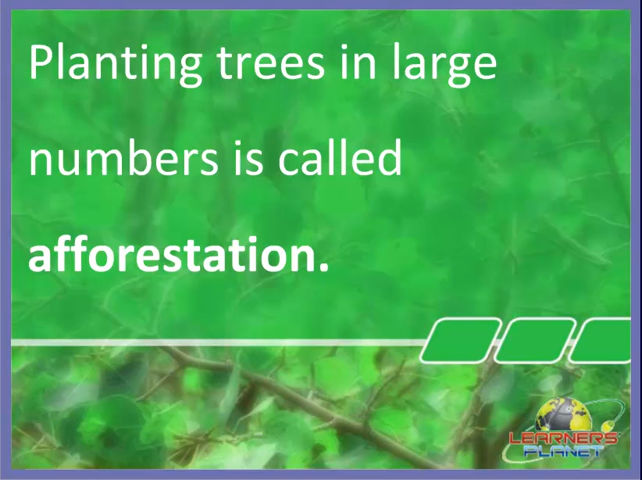 Planting trees in large
numbers is called
afforestation.
LEARNERS
PLANET